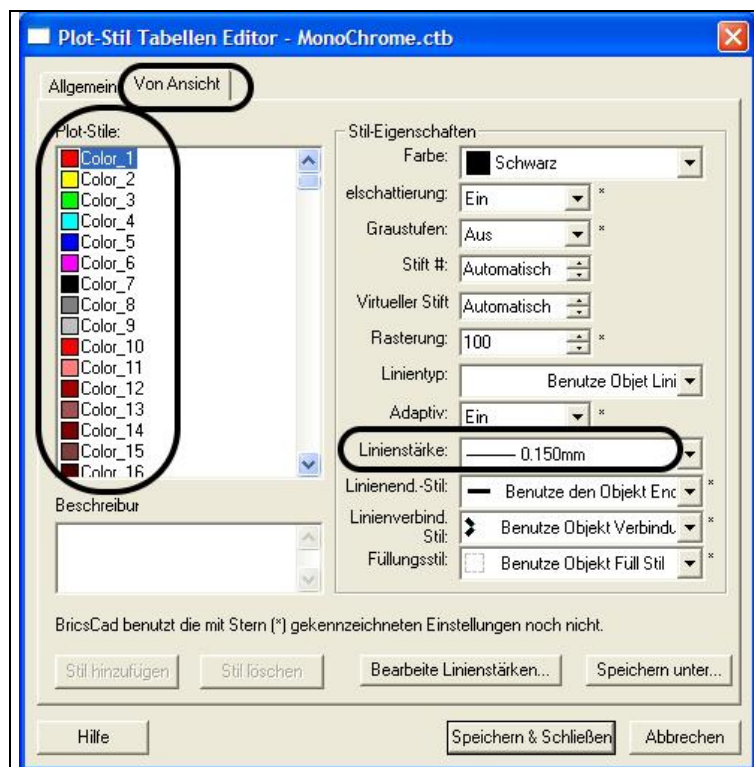 Plot-Stil Tabellen Editor - MonoChrome.ctb
Allgemein
Von Ansicht
Plot-Stile:
Color_1
Color_2
Color_3
Color_4
Color_5
Color_6
Color_7
Color_8
Color_9
Color_10
Color_11
Color_12
Color_13
Color_14
Color_15
Color_16
Beschreibur
Stil-Eigenschaften
Farbe: Schwarz
elschattierung: Ein *
Graustufen: Aus *
Stift #: Automatisch
Virtueller Stift Automatisch
Rasterung: 100 *
Linientyp: Benutze Objet Lini
Adaptiv: Ein *
Linienstärke: 0.150mm
Linienend.-Stil: Benutze den Objekt Enc *
Linienverbind.
Stil: Benutze Objekt Verbindu *
Füllungsstil: Benutze Objekt Füll Stil *
BricsCad benutzt die mit Stern (*) gekennzeichneten Einstellungen noch nicht.
Stil hinzufügen Stil löschen Bearbeite Linienstärken... Speichern unter...
Hilfe Speichern & Schließen Abbrechen